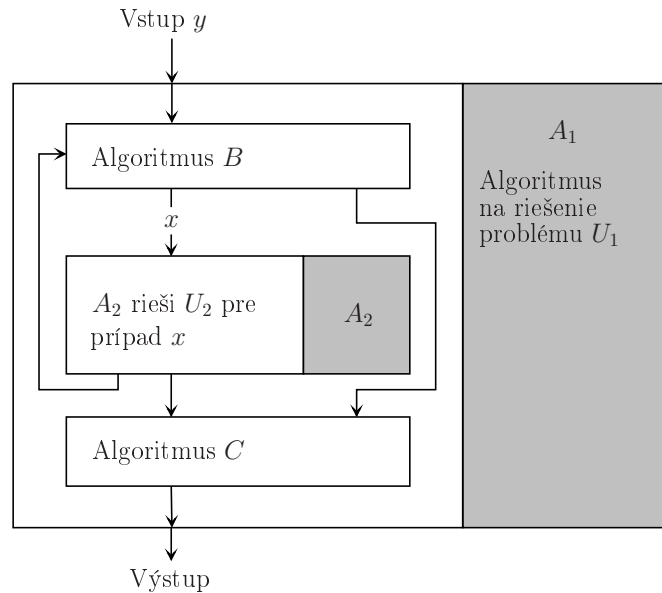 Vstup y
A₁
Algoritmus B
Algoritmus
na riešenie
problému U₁
x
A₂ rieši U₂ pre
prípad x
A₂
Algoritmus C
Výstup